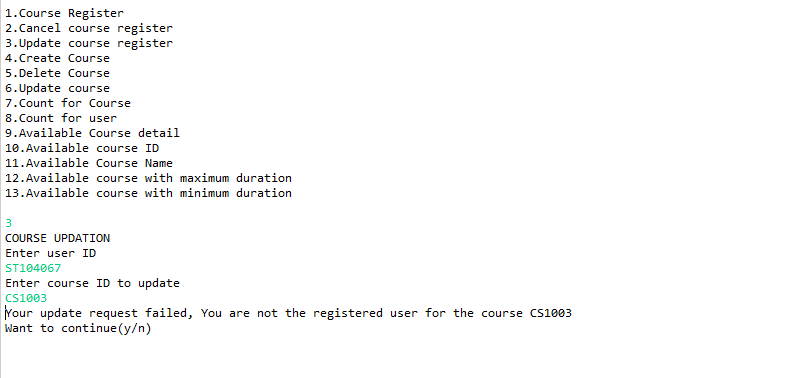 1.Course Register
2.Cancel course register
3.Update course register
4.Create Course
5.Delete Course
6.Update course
7.Count for Course
8.Count for user
9.Available Course detail
10.Available course ID
11.Available Course Name
12.Available course with maximum duration
13.Available course with minimum duration
3
COURSE UPDATION
Enter user ID
ST104067
Enter course ID to update
CS1003
Your update request failed, You are not the registered user for the course CS1003
Want to continue(y/n)